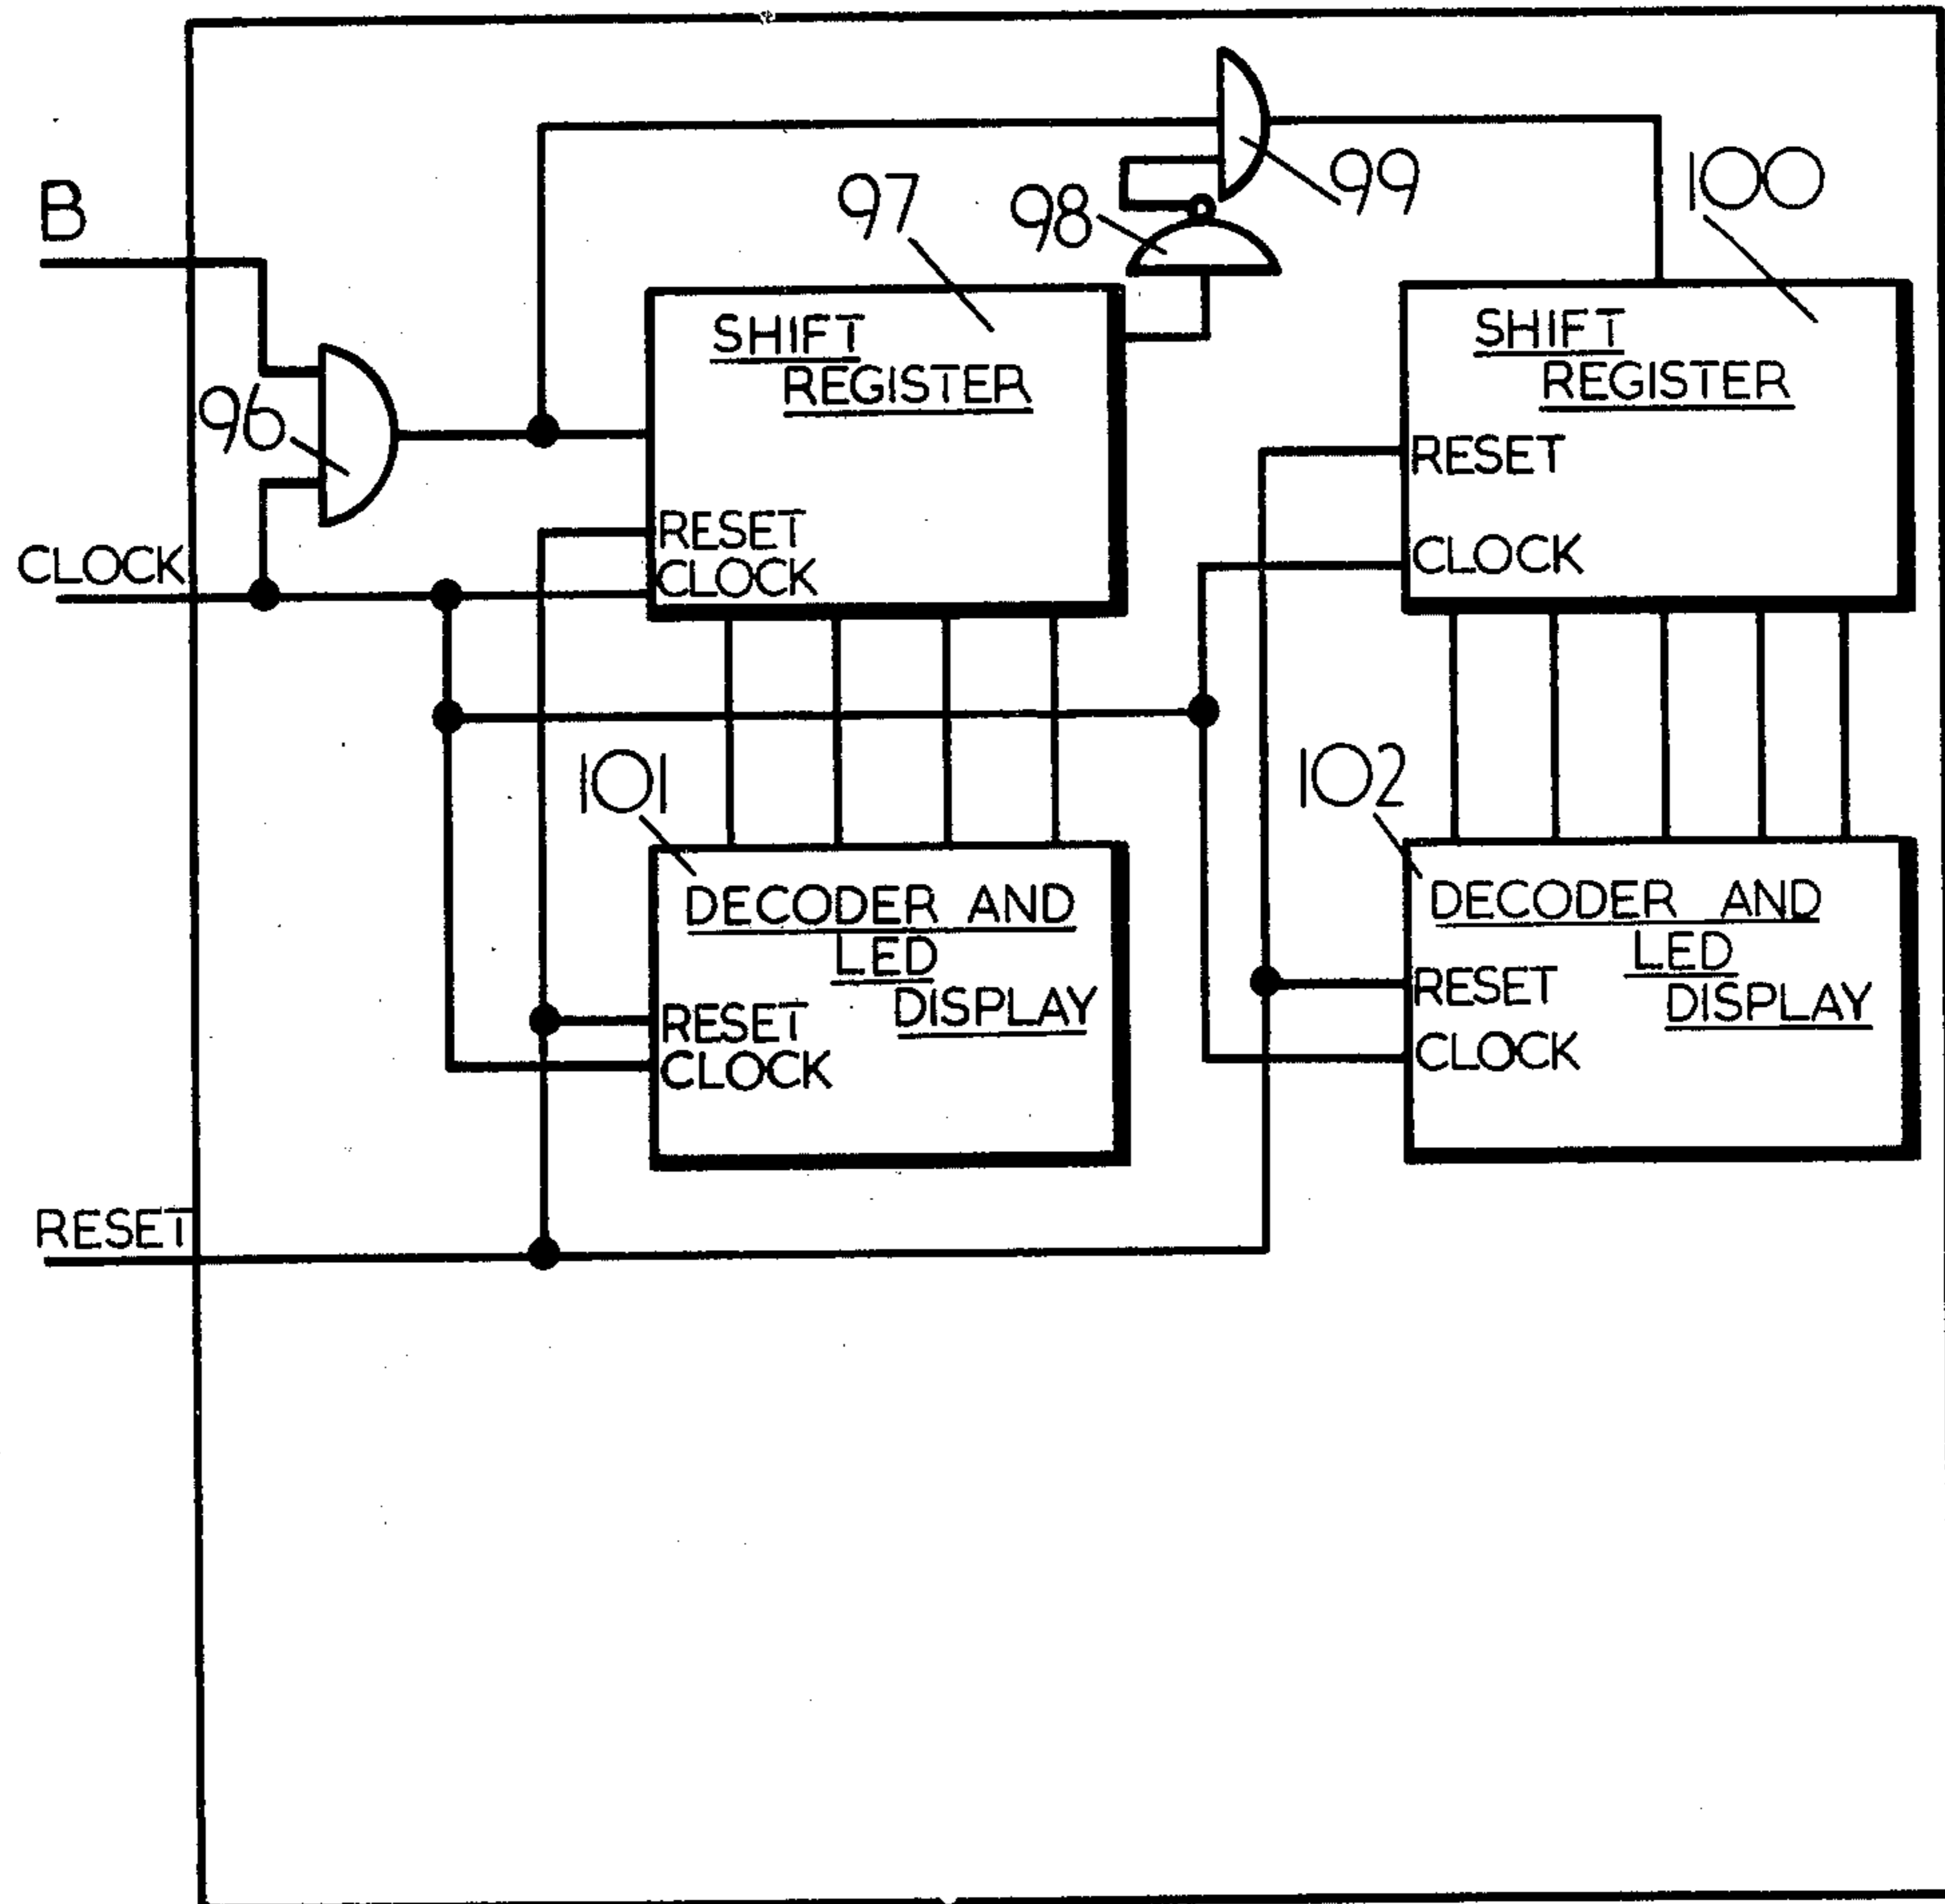 B
CLOCK
RESET
96
97
98
99
100
SHIFT
REGISTER
RESET
CLOCK
SHIFT
REGISTER
RESET
CLOCK
101
DECODER AND
LED
DISPLAY
RESET
CLOCK
102
DECODER AND
LED
DISPLAY
RESET
CLOCK